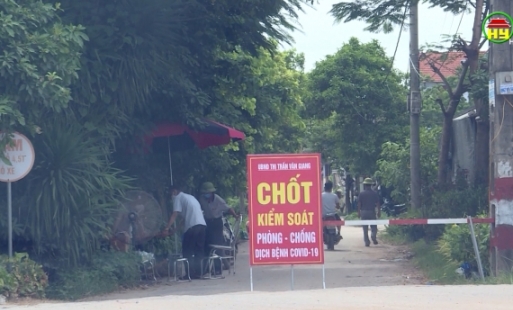 HY
UBND THỊ TRẤN VĂN GIANG
CHỐT
KIỂM SOÁT
PHÒNG - CHỐNG
DỊCH BỆNH COVID-19